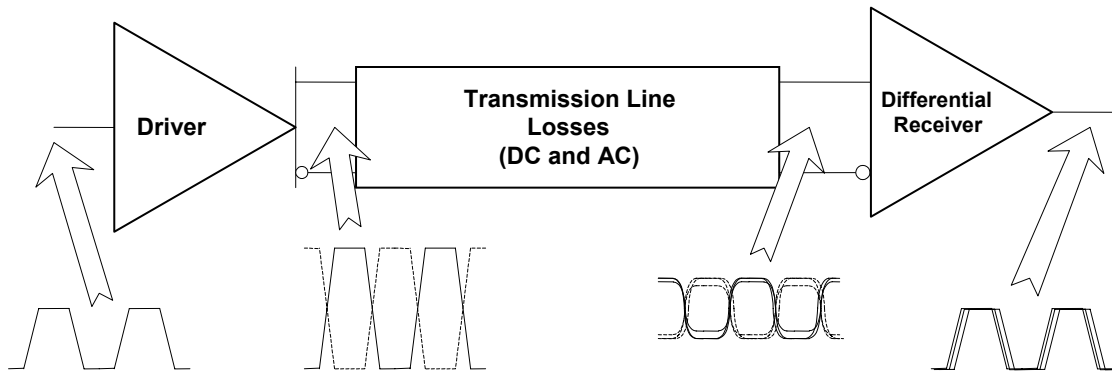 Driver
Transmission Line
Losses
(DC and AC)
Differential
Receiver